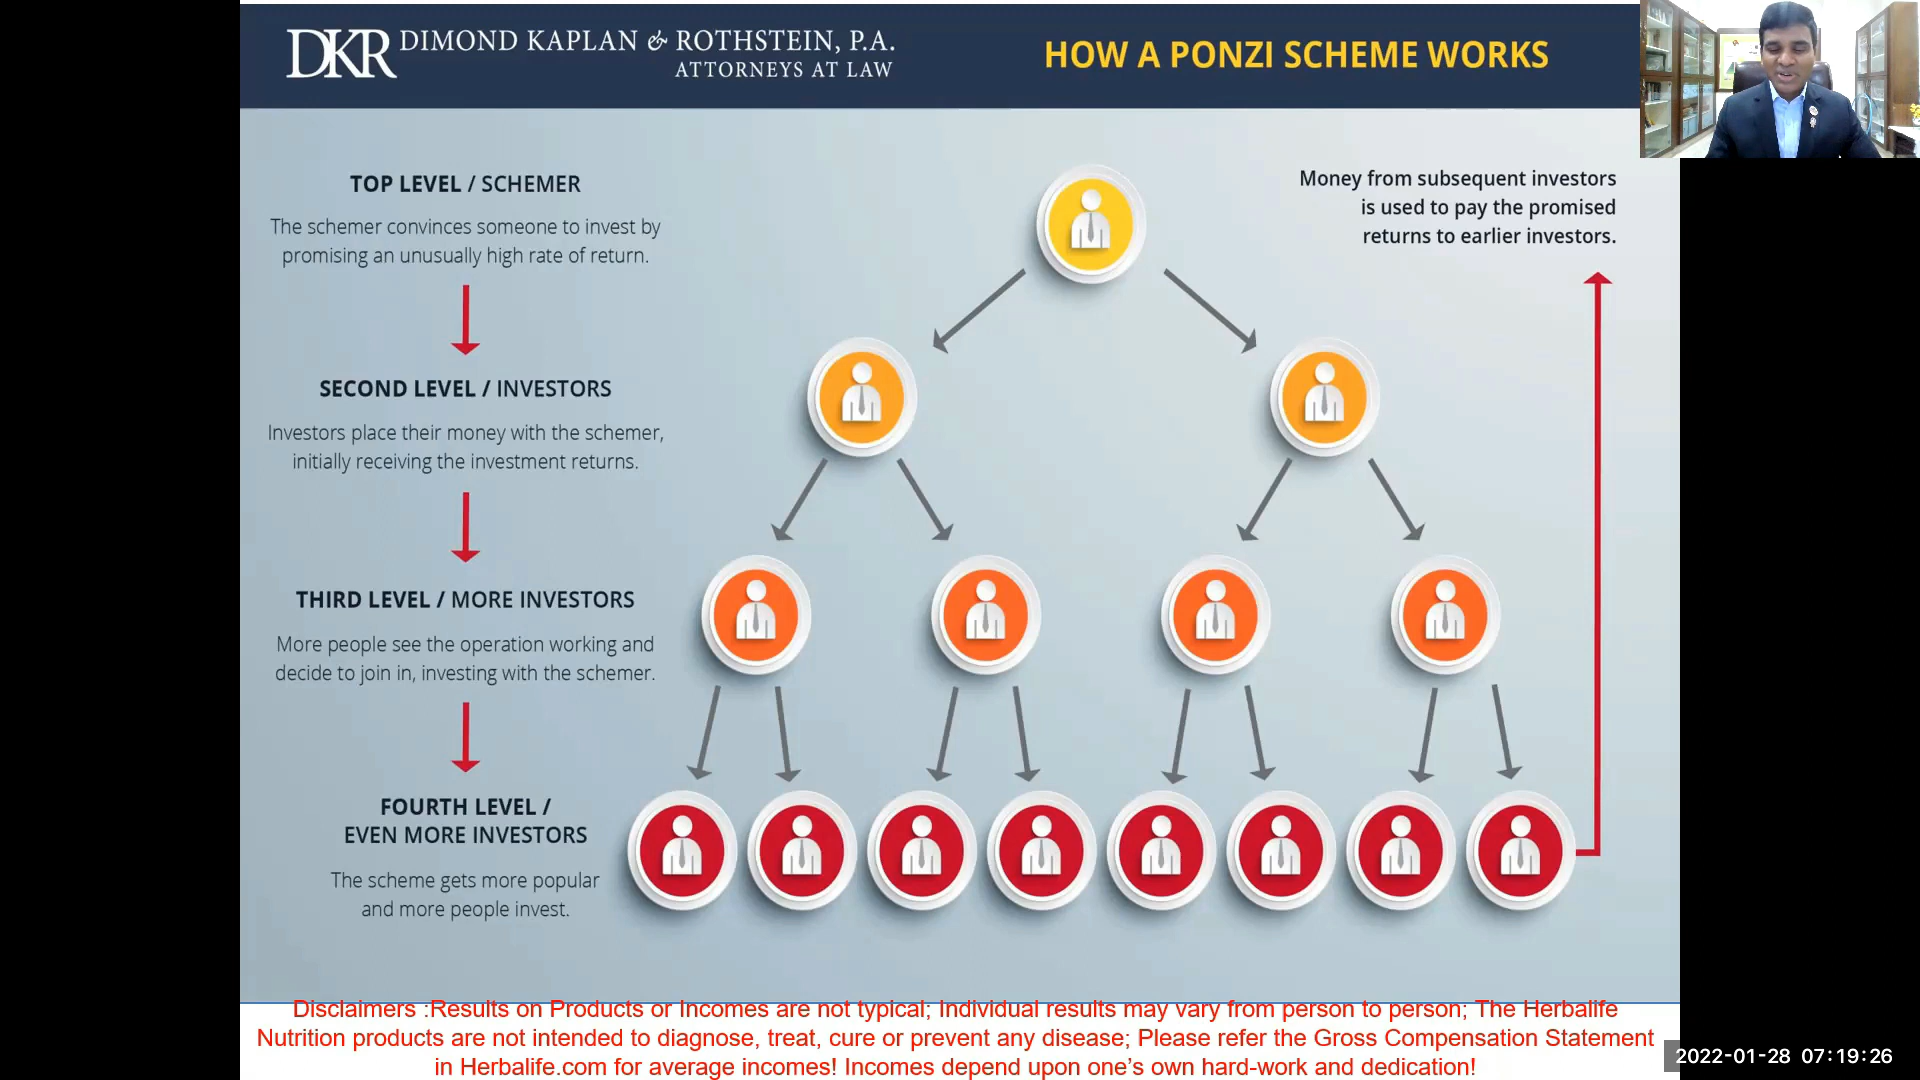 DKR DIMOND KAPLAN & ROTHSTEIN, P.A.
ATTORNEYS AT LAW
HOW A PONZI SCHEME WORKS
TOP LEVEL / SCHEMER
The schemer convinces someone to invest by
promising an unusually high rate of return.
Money from subsequent investors
is used to pay the promised
returns to earlier investors.
SECOND LEVEL / INVESTORS
Investors place their money with the schemer,
initially receiving the investment returns.
THIRD LEVEL / MORE INVESTORS
More people see the operation working and
decide to join in, investing with the schemer.
FOURTH LEVEL /
EVEN MORE INVESTORS
The scheme gets more popular
and more people invest.
Disclaimers :Results on Products or Incomes are not typical; Individual results may vary from person to person; The Herbalife
Nutrition products are not intended to diagnose, treat, cure or prevent any disease; Please refer the Gross Compensation Statement
in Herbalife.com for average incomes! Incomes depend upon one’s own hard-work and dedication!
2022-01-28 07:19:26